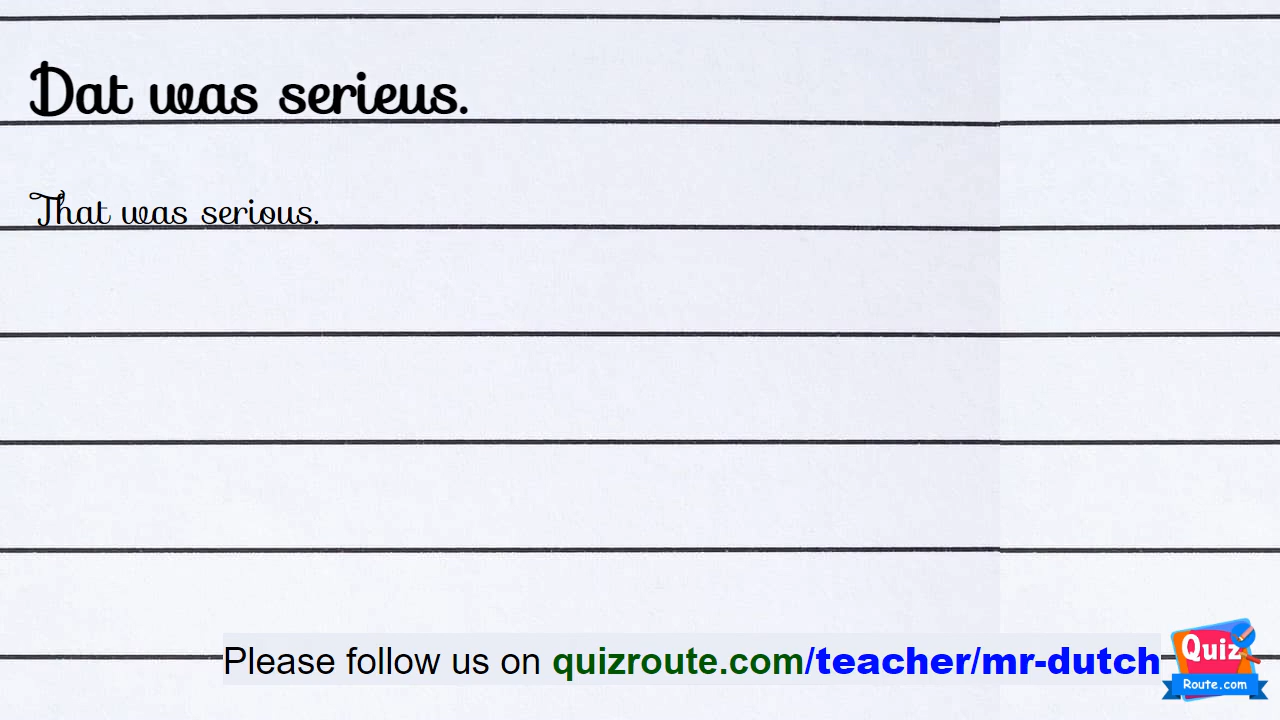 Dat was serieus.
That was serious.
Please follow us on quizroute.com/teacher/mr-dutch
Quiz
Route.com